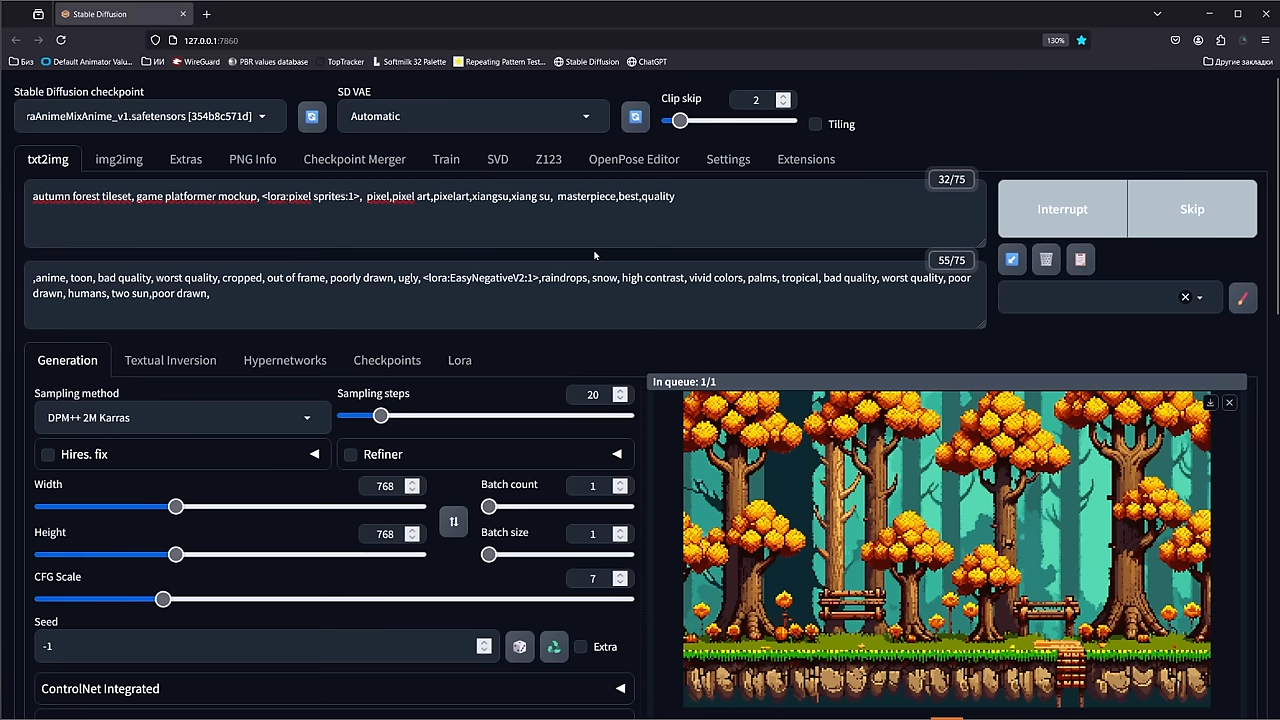 Stable Diffusion
127.0.0.1:7860
130%
Биз
Default Animator Valu...
ИИ
WireGuard
PBR values database
TopTracker
Softmilk 32 Palette
Repeating Pattern Test...
Stable Diffusion
ChatGPT
Другие закладки
Stable Diffusion checkpoint
SD VAE
Clip skip
2
raAnimeMixAnime_v1.safetensors [354b8c571d]
Automatic
Tiling
txt2img
img2img
Extras
PNG Info
Checkpoint Merger
Train
SVD
Z123
OpenPose Editor
Settings
Extensions
32/75
autumn forest tileset, game platformer mockup, <lora:pixel sprites:1>, pixel,pixel art,pixelart,xiangsu,xiang su, masterpiece,best,quality
Interrupt
Skip
55/75
,anime, toon, bad quality, worst quality, cropped, out of frame, poorly drawn, ugly, <lora:EasyNegativeV2:1>,raindrops, snow, high contrast, vivid colors, palms, tropical, bad quality, worst quality, poor
drawn, humans, two sun,poor drawn,
Generation
Textual Inversion
Hypernetworks
Checkpoints
Lora
Sampling method
Sampling steps
20
In queue: 1/1
DPM++ 2M Karras
Hires. fix
Refiner
Width
768
Batch count
1
Height
768
Batch size
1
CFG Scale
7
Seed
-1
Extra
ControlNet Integrated